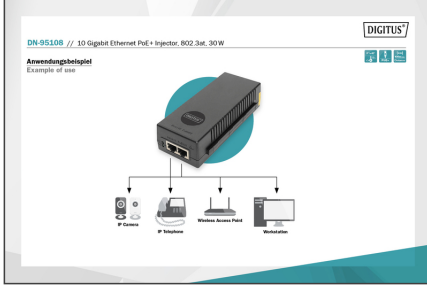 DIGITUS®
DN-95108 // 10 Gigabit Ethernet PoE+ Injector, 802.3at, 30 W
Anwendungsbeispiel
Example of use
DIGITUS
IP Camera
IP Telephone
Wireless Access Point
Workstation